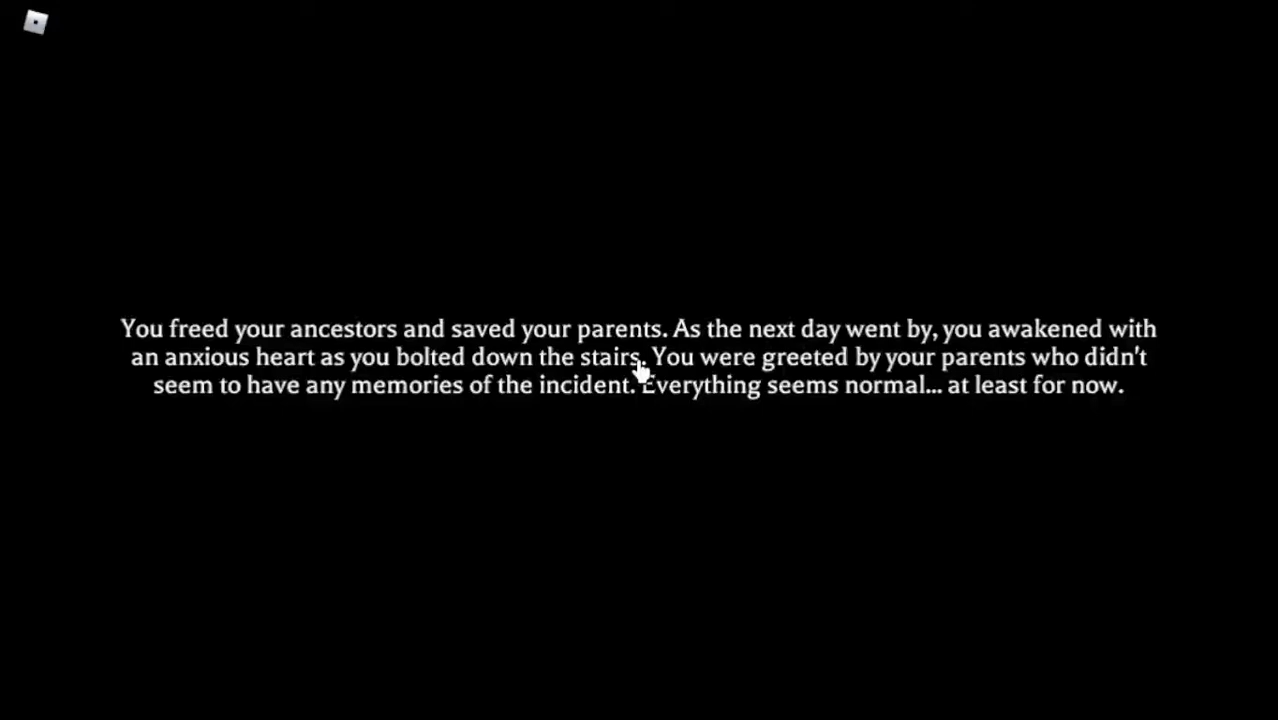 You freed your ancestors and saved your parents. As the next day went by, you awakened with
an anxious heart as you bolted down the stairs. You were greeted by your parents who didn't
seem to have any memories of the incident. Everything seems normal... at least for now.